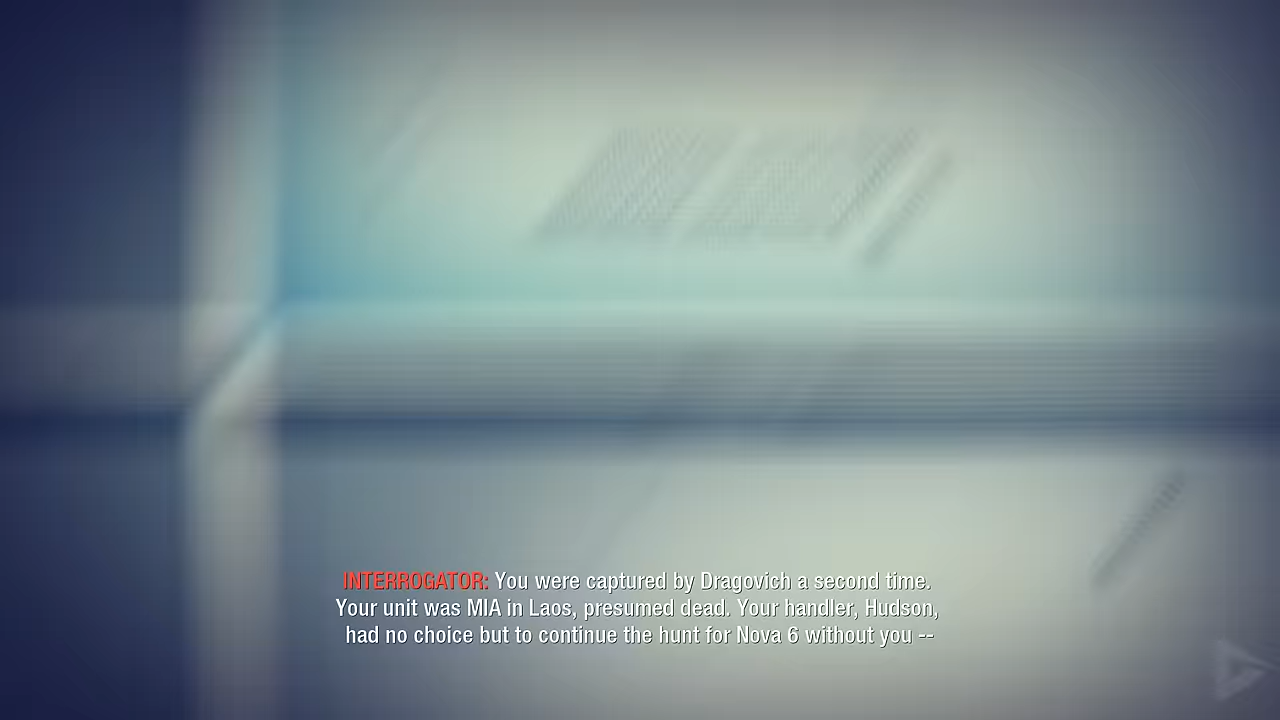 INTERROGATOR: You were captured by Dragovich a second time.
Your unit was MIA in Laos, presumed dead. Your handler, Hudson,
had no choice but to continue the hunt for Nova 6 without you --